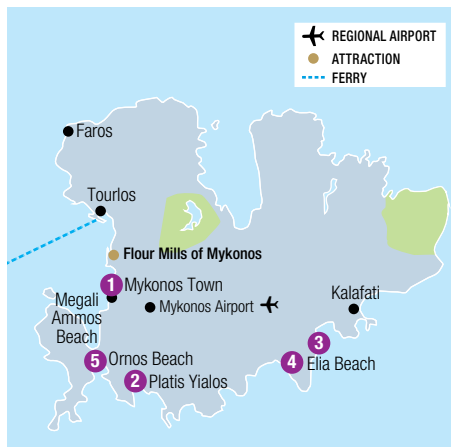 REGIONAL AIRPORT
ATTRACTION
FERRY
Faros
Tourlos
Flour Mills of Mykonos
1 Mykonos Town
Megali
Ammos
Beach
Mykonos Airport
Kalafati
3
5 Ornos Beach
4 Elia Beach
2 Platis Yialos